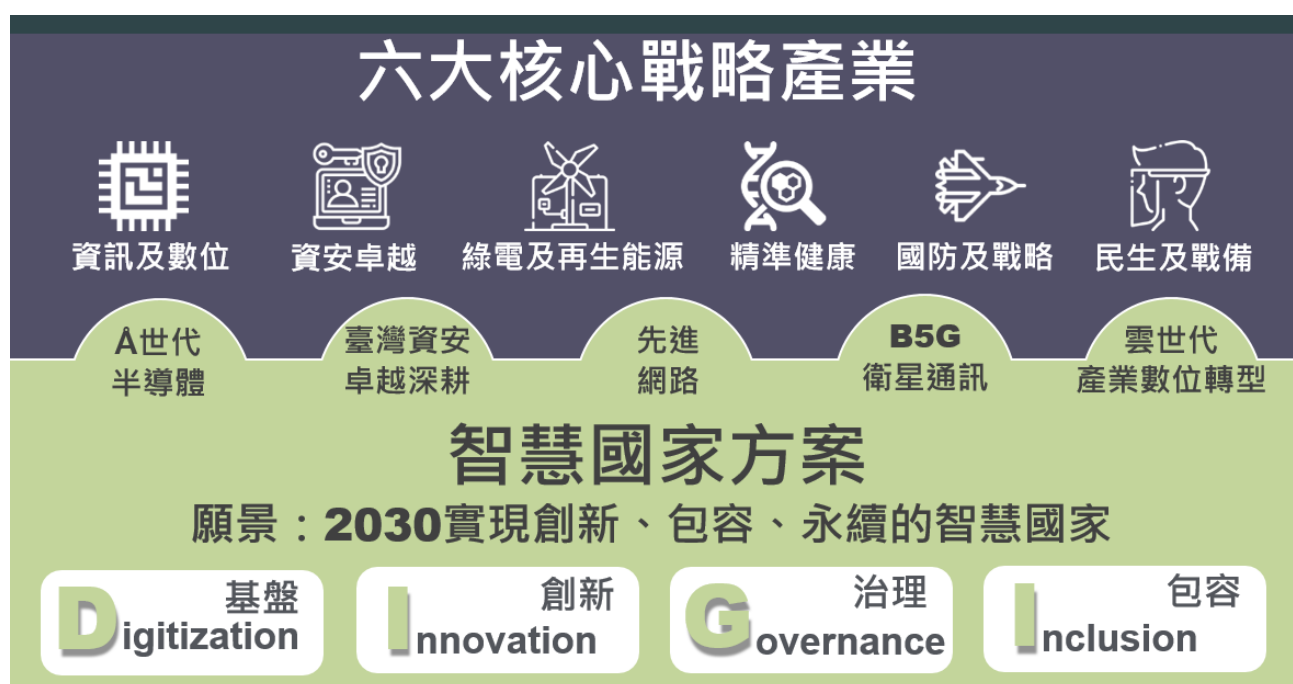 六大核心戰略產業
資訊及數位
資安卓越
綠電及再生能源
精準健康
國防及戰略
民生及戰備
Å世代
半導體
臺灣資安
卓越深耕
先進
網路
B5G
衛星通訊
雲世代
產業數位轉型
智慧國家方案
願景：2030實現創新、包容、永續的智慧國家
基盤
Digitization
創新
Innovation
治理
Governance
包容
Inclusion